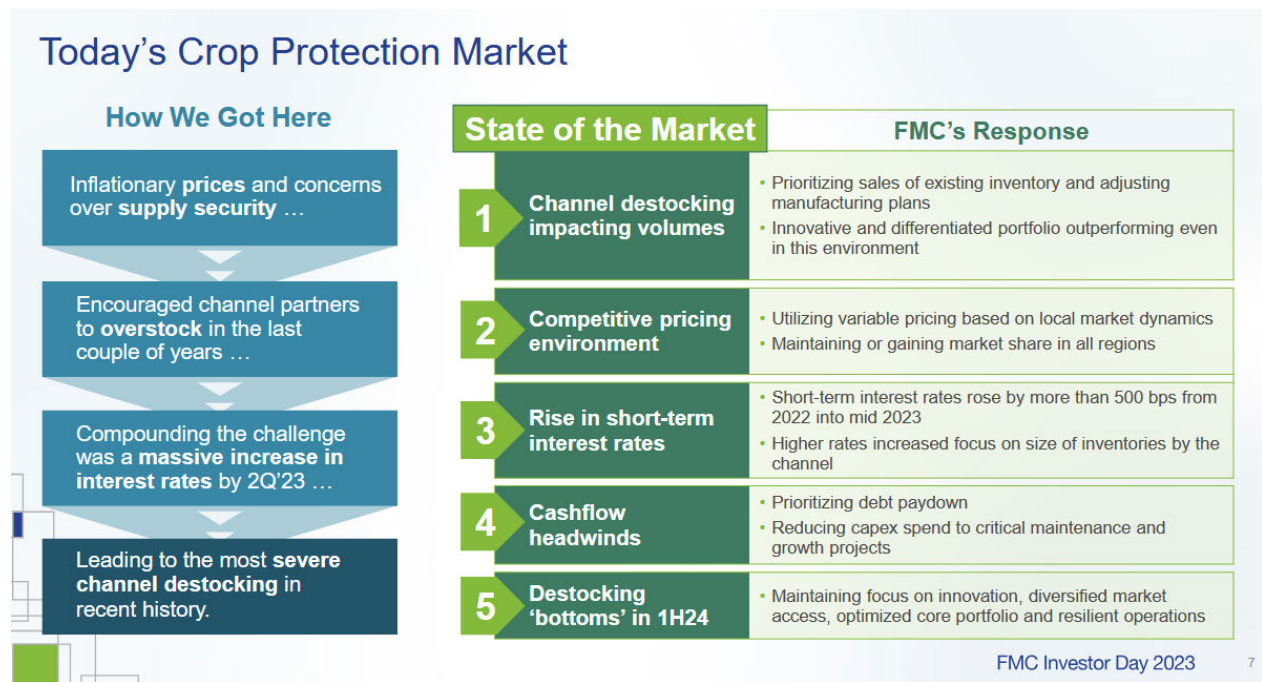 Today's Crop Protection Market
How We Got Here
Inflationary prices and concerns
over supply security …
Encouraged channel partners
to overstock in the last
couple of years …
Compounding the challenge
was a massive increase in
interest rates by 2Q'23 …
Leading to the most severe
channel destocking in
recent history.
State of the Market
FMC's Response
1
Channel destocking
impacting volumes
• Prioritizing sales of existing inventory and adjusting
manufacturing plans
• Innovative and differentiated portfolio outperforming even
in this environment
2
Competitive pricing
environment
• Utilizing variable pricing based on local market dynamics
• Maintaining or gaining market share in all regions
3
Rise in short-term
interest rates
• Short-term interest rates rose by more than 500 bps from
2022 into mid 2023
• Higher rates increased focus on size of inventories by the
channel
4
Cashflow
headwinds
• Prioritizing debt paydown
• Reducing capex spend to critical maintenance and
growth projects
5
Destocking
'bottoms' in 1H24
• Maintaining focus on innovation, diversified market
access, optimized core portfolio and resilient operations
FMC Investor Day 2023
7